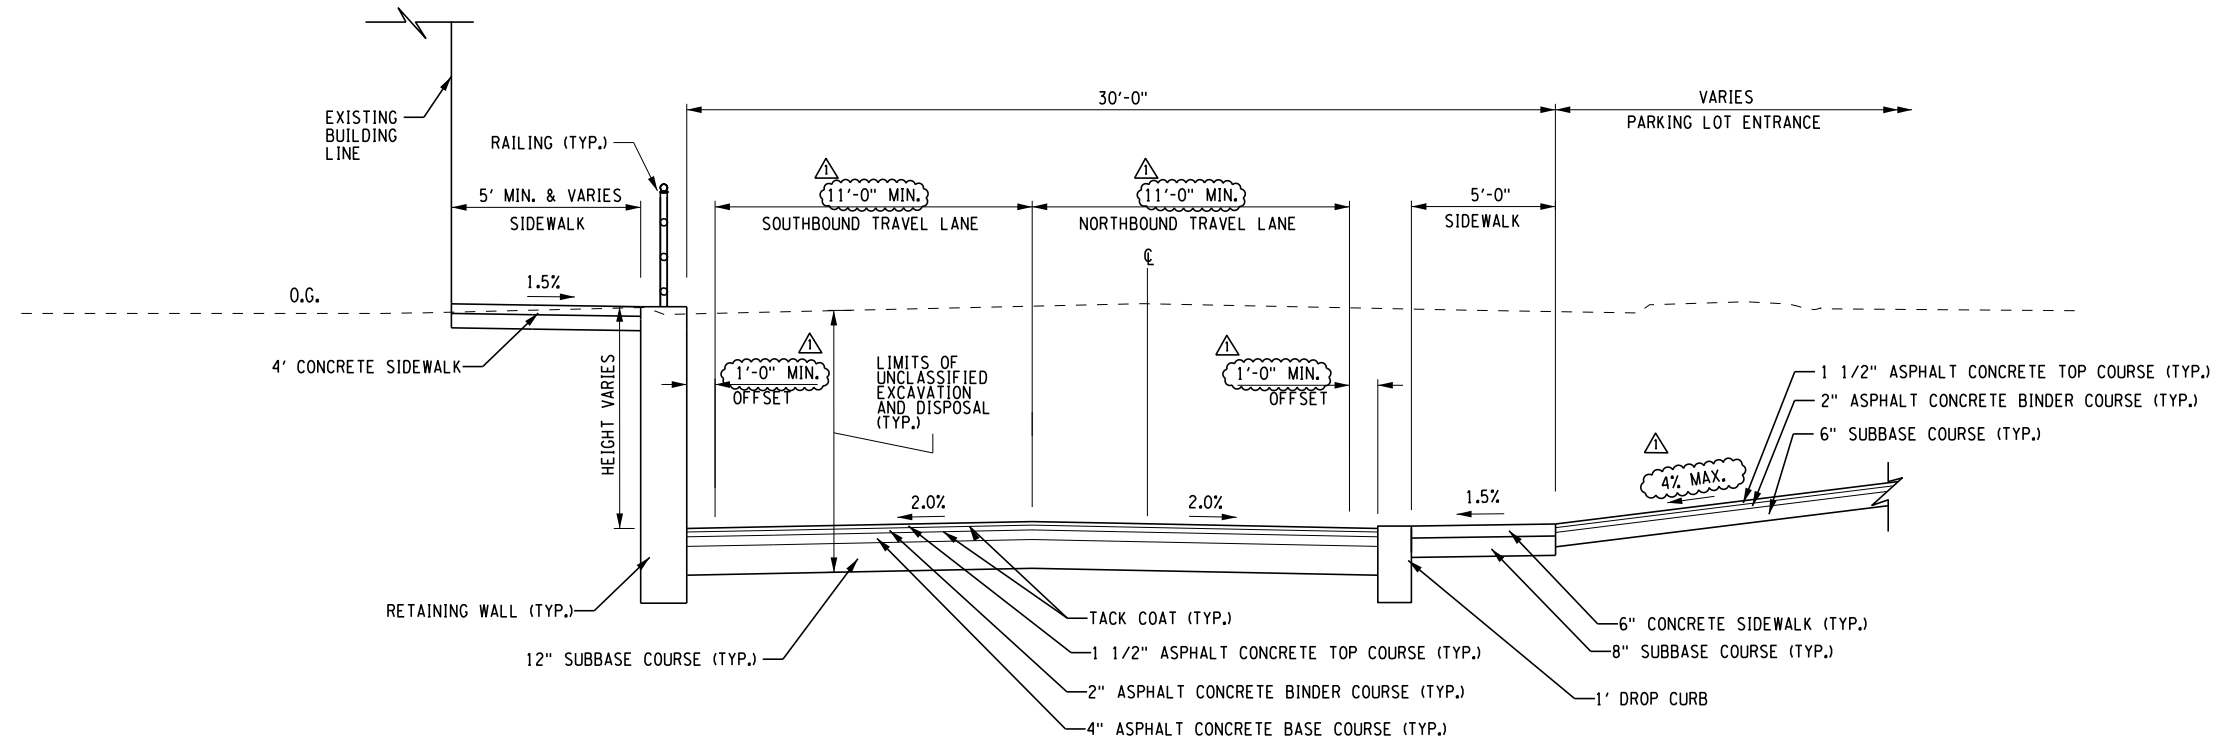 30'-0"
VARIES
PARKING LOT ENTRANCE
EXISTING
BUILDING
LINE
RAILING (TYP.)
1
11'-0" MIN.
SOUTHBOUND TRAVEL LANE
1
11'-0" MIN.
NORTHBOUND TRAVEL LANE
5' MIN. & VARIES
SIDEWALK
5'-0"
SIDEWALK
℄
1.5%
O.G.
4' CONCRETE SIDEWALK
HEIGHT VARIES
1
1'-0" MIN.
OFFSET
LIMITS OF
UNCLASSIFIED
EXCAVATION
AND DISPOSAL
(TYP.)
1
1'-0" MIN.
OFFSET
1 1/2" ASPHALT CONCRETE TOP COURSE (TYP.)
2" ASPHALT CONCRETE BINDER COURSE (TYP.)
6" SUBBASE COURSE (TYP.)
1
4% MAX.
2.0%
2.0%
1.5%
RETAINING WALL (TYP.)
12" SUBBASE COURSE (TYP.)
TACK COAT (TYP.)
1 1/2" ASPHALT CONCRETE TOP COURSE (TYP.)
2" ASPHALT CONCRETE BINDER COURSE (TYP.)
4" ASPHALT CONCRETE BASE COURSE (TYP.)
6" CONCRETE SIDEWALK (TYP.)
8" SUBBASE COURSE (TYP.)
1' DROP CURB